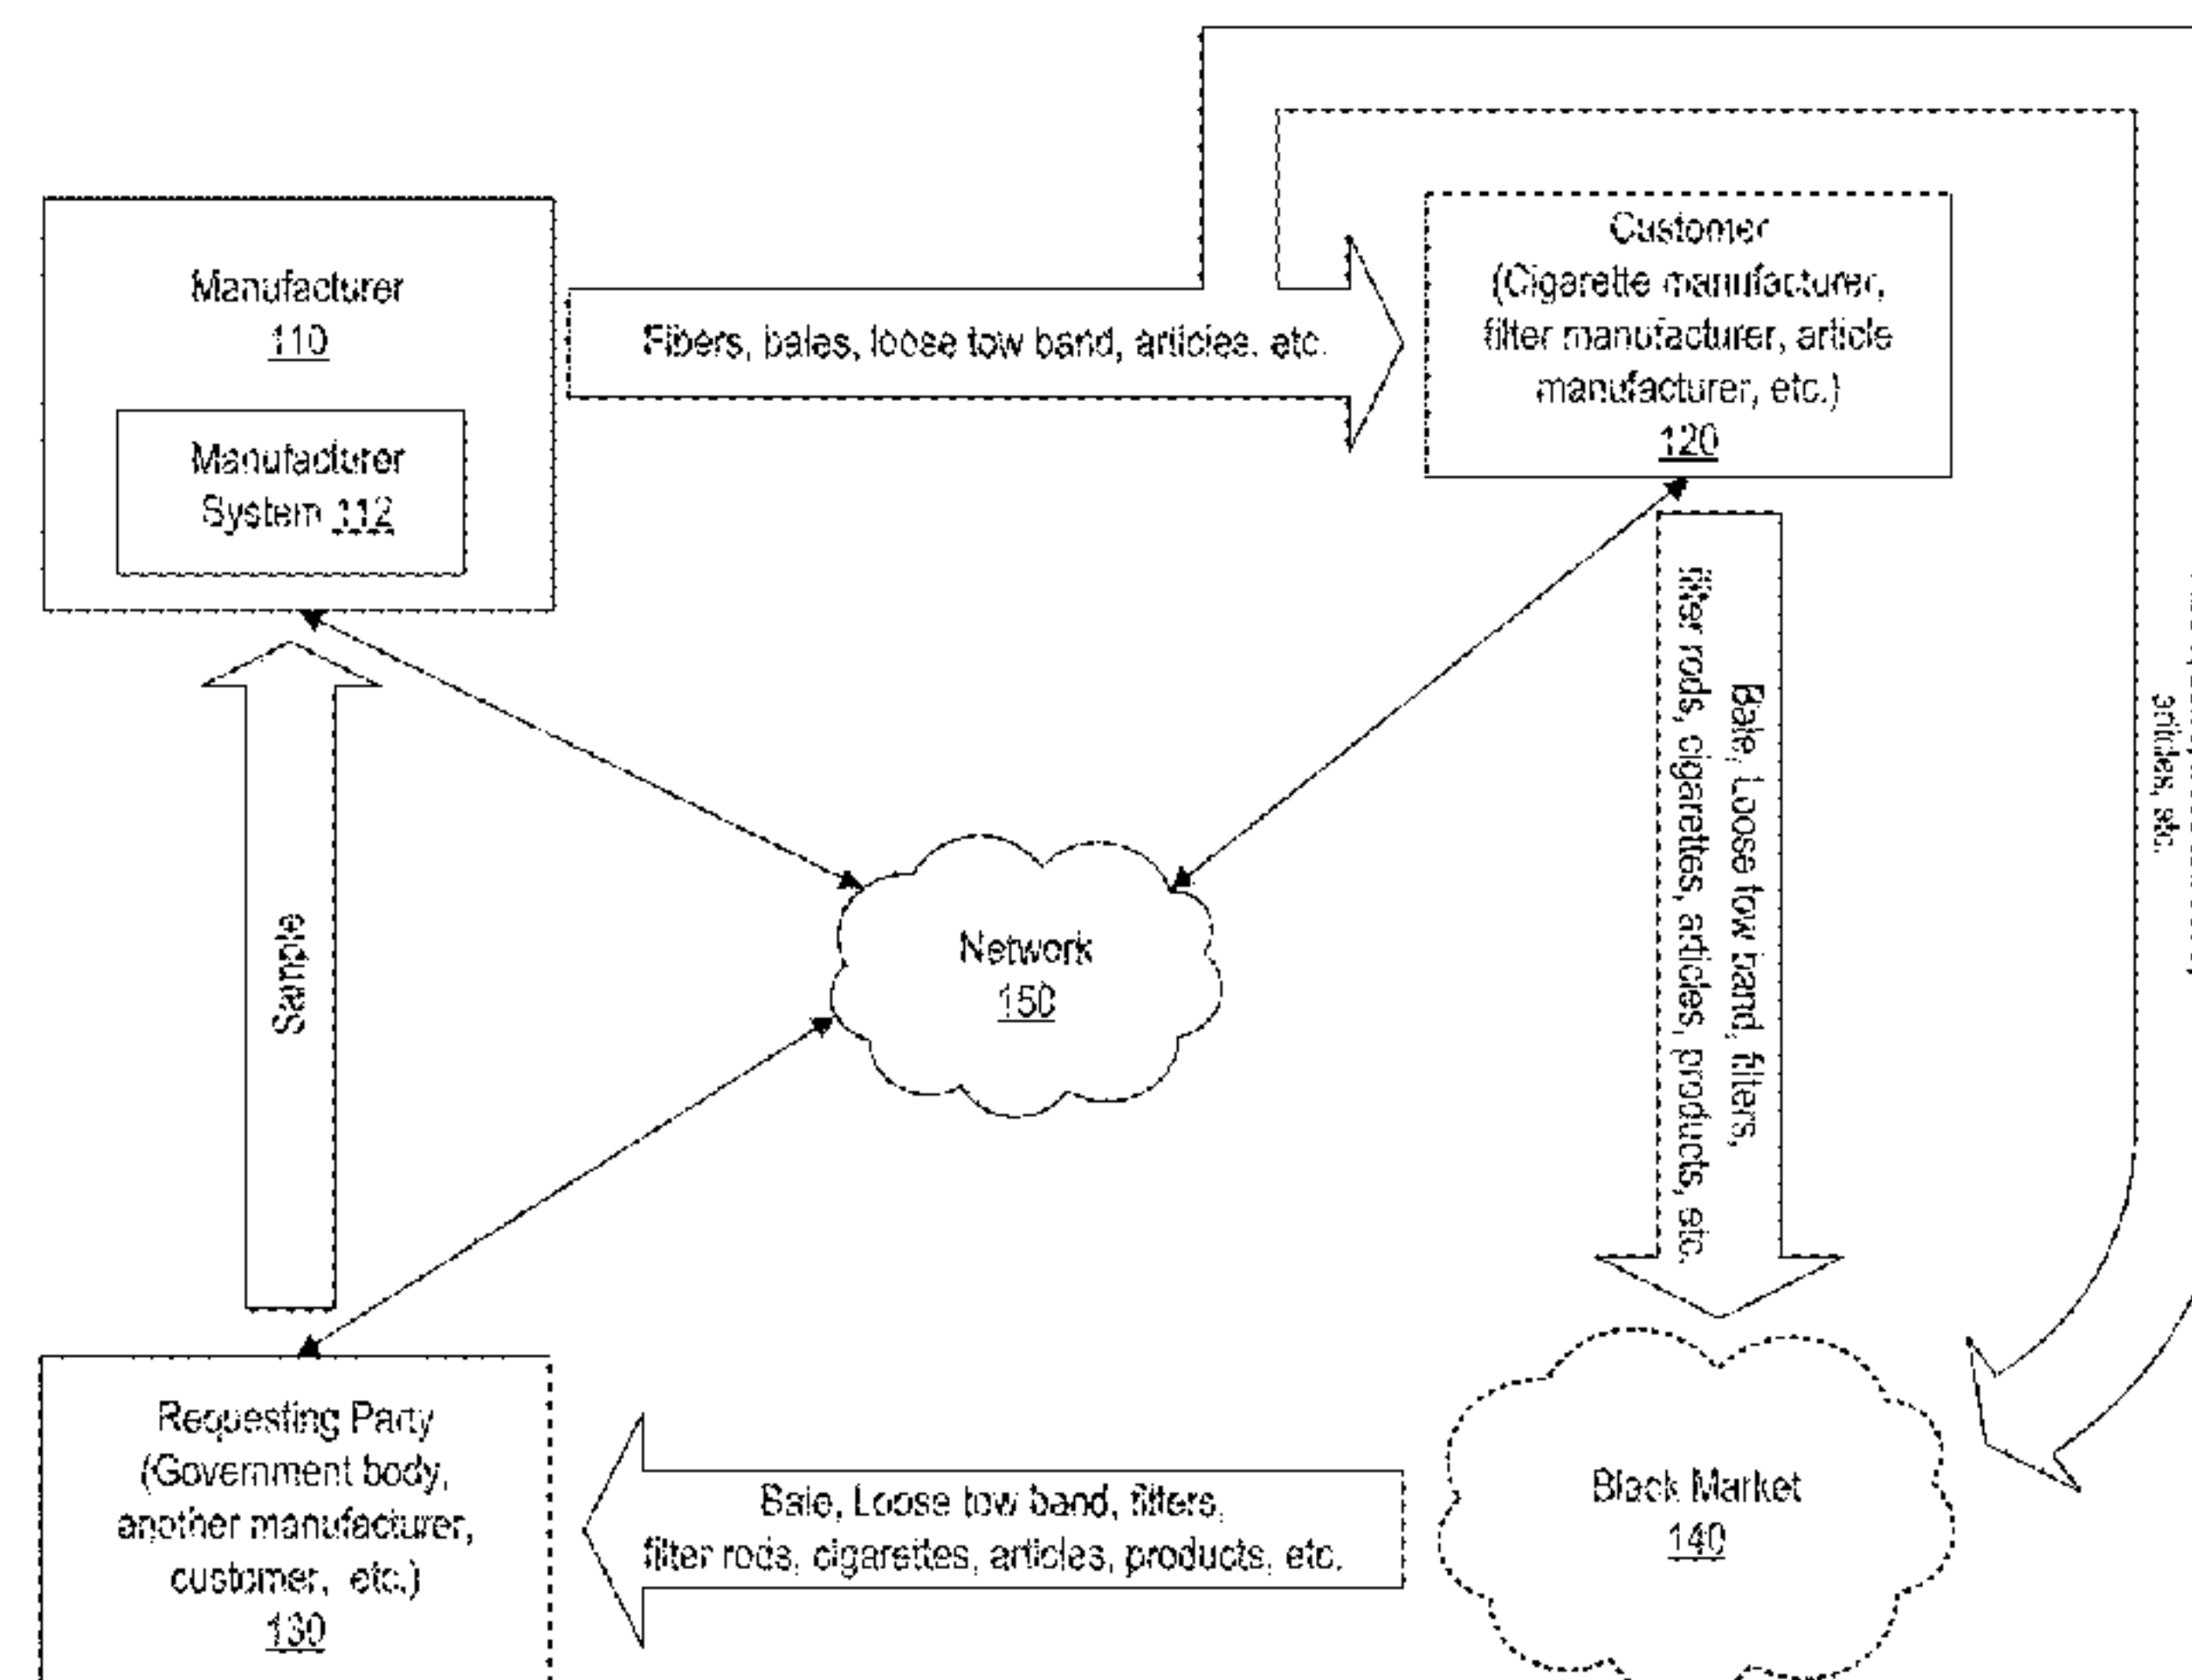 Manufacturer
110
Manufacturer
System 112
Fibers, bales, loose tow band, articles, etc.
Customer
(Cigarette manufacturer,
filter manufacturer, article
manufacturer, etc.)
120
Bale, Loose tow band, filters,
filter rods, cigarettes, articles, products, etc.
articles, etc.
Sample
Network
150
Requesting Party
(Government body,
another manufacturer,
customer, etc.)
130
Bale, Loose tow band, filters,
filter rods, cigarettes, articles, products, etc.
Black Market
140